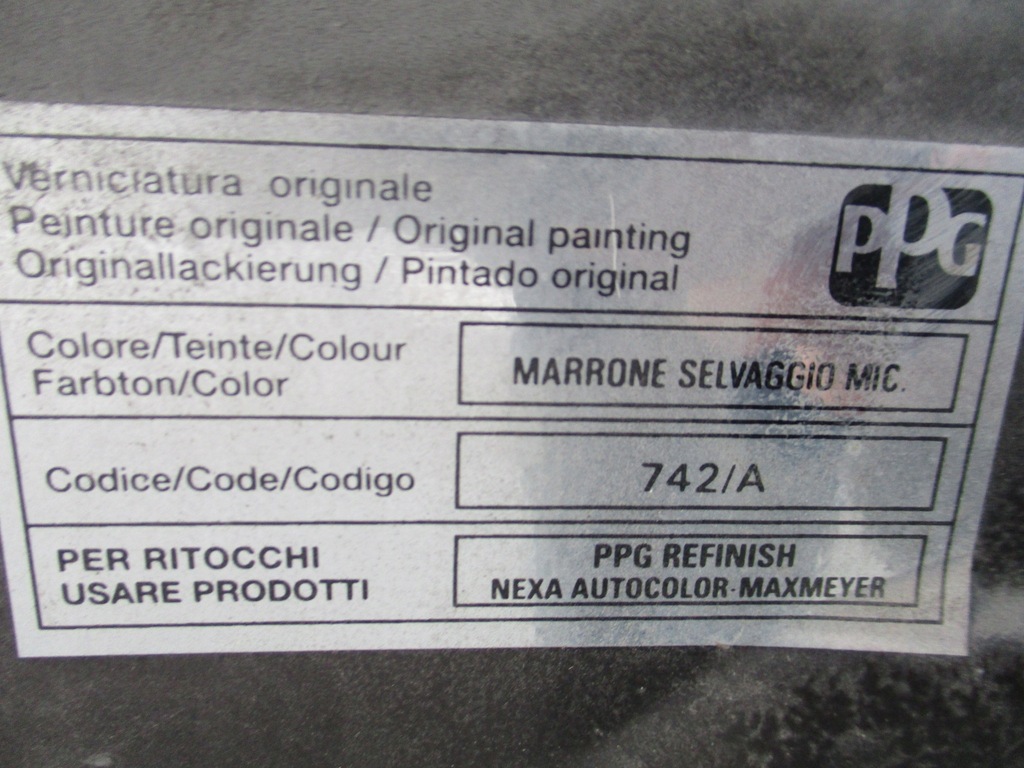 Verniciatura originale
Peinture originale / Original painting
Originallackierung / Pintado original
PPG
Colore/Teinte/Colour
Farbton/Color
MARRONE SELVAGGIO MIC.
Codice/Code/Codigo
742/A
PER RITOCCHI
USARE PRODOTTI
PPG REFINISH
NEXA AUTOCOLOR-MAXMEYER